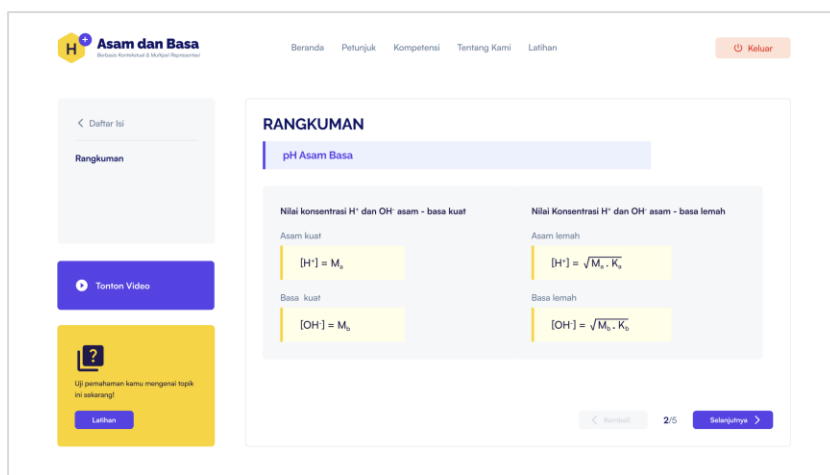 H +
Asam dan Basa
Berbasis Kontekstual & Multipel Representasi
Beranda Petunjuk Kompetensi Tentang Kami Latihan
Keluar
Daftar Isi
Rangkuman
Tonton Video
?
Uji pemahaman kamu mengenai topik
ini sekarang!
Latihan
RANGKUMAN
pH Asam Basa
Nilai konsentrasi H⁺ dan OH⁻ asam - basa kuat
Asam kuat
[H⁺] = Mₐ
Basa kuat
[OH⁻] = M_b
Nilai Konsentrasi H⁺ dan OH⁻ asam - basa lemah
Asam lemah
[H⁺] = √Mₐ . Kₐ
Basa lemah
[OH⁻] = √M_b . K_b
Kembali 2/5 Selanjutnya